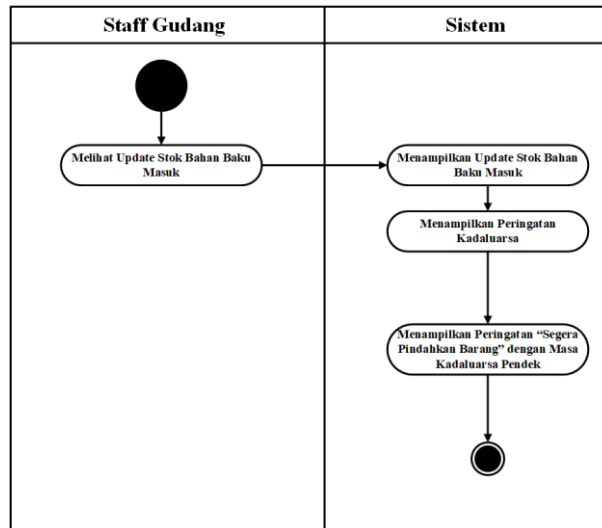 Staff Gudang
Sistem
Melihat Update Stok Bahan Baku
Masuk
Menampilkan Update Stok Bahan
Baku Masuk
Menampilkan Peringatan
Kadaluarsa
Menampilkan Peringatan “Segera
Pindahkan Barang” dengan Masa
Kadaluarsa Pendek